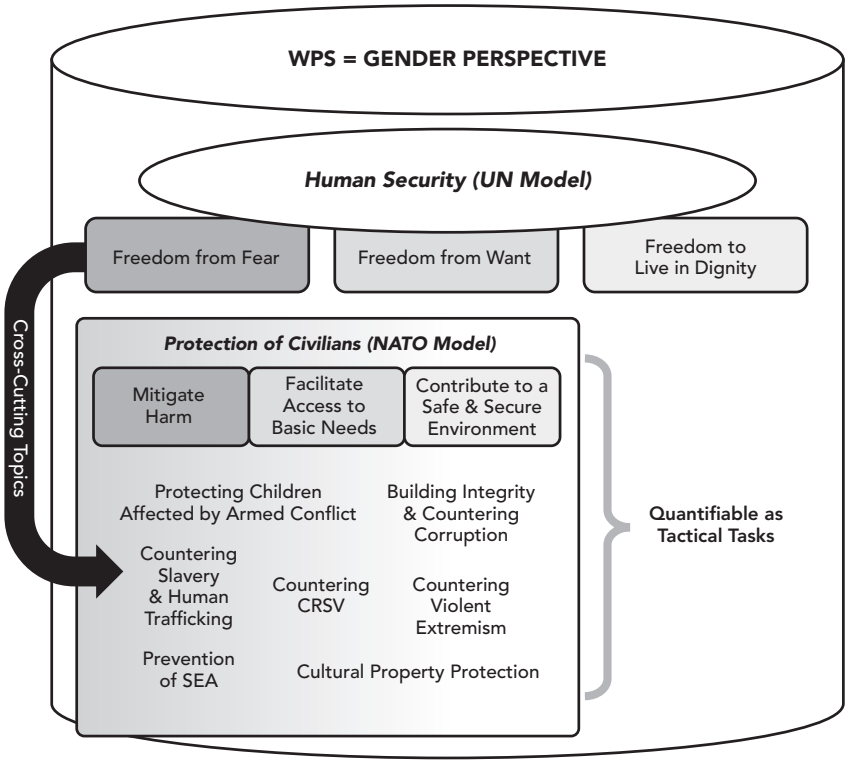 WPS = GENDER PERSPECTIVE
Human Security (UN Model)
Freedom from Fear
Freedom from Want
Freedom to
Live in Dignity
Cross-Cutting Topics
Protection of Civilians (NATO Model)
Mitigate
Harm
Facilitate
Access to
Basic Needs
Contribute to a
Safe & Secure
Environment
Protecting Children
Affected by Armed Conflict
Building Integrity
& Countering
Corruption
Countering
Slavery
& Human
Trafficking
Countering
CRSV
Countering
Violent
Extremism
Prevention
of SEA
Cultural Property Protection
Quantifiable as
Tactical Tasks